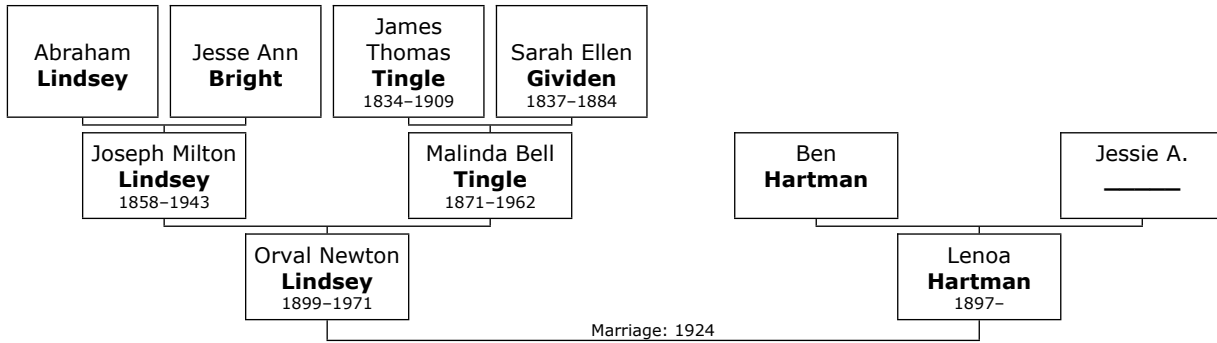 Abraham
Lindsey
Jesse Ann
Bright
James
Thomas
Tingle
1834–1909
Sarah Ellen
Gividen
1837–1884
Joseph Milton
Lindsey
1858–1943
Malinda Bell
Tingle
1871–1962
Ben
Hartman
Jessie A.
______
Orval Newton
Lindsey
1899–1971
Lenoa
Hartman
1897–
Marriage: 1924